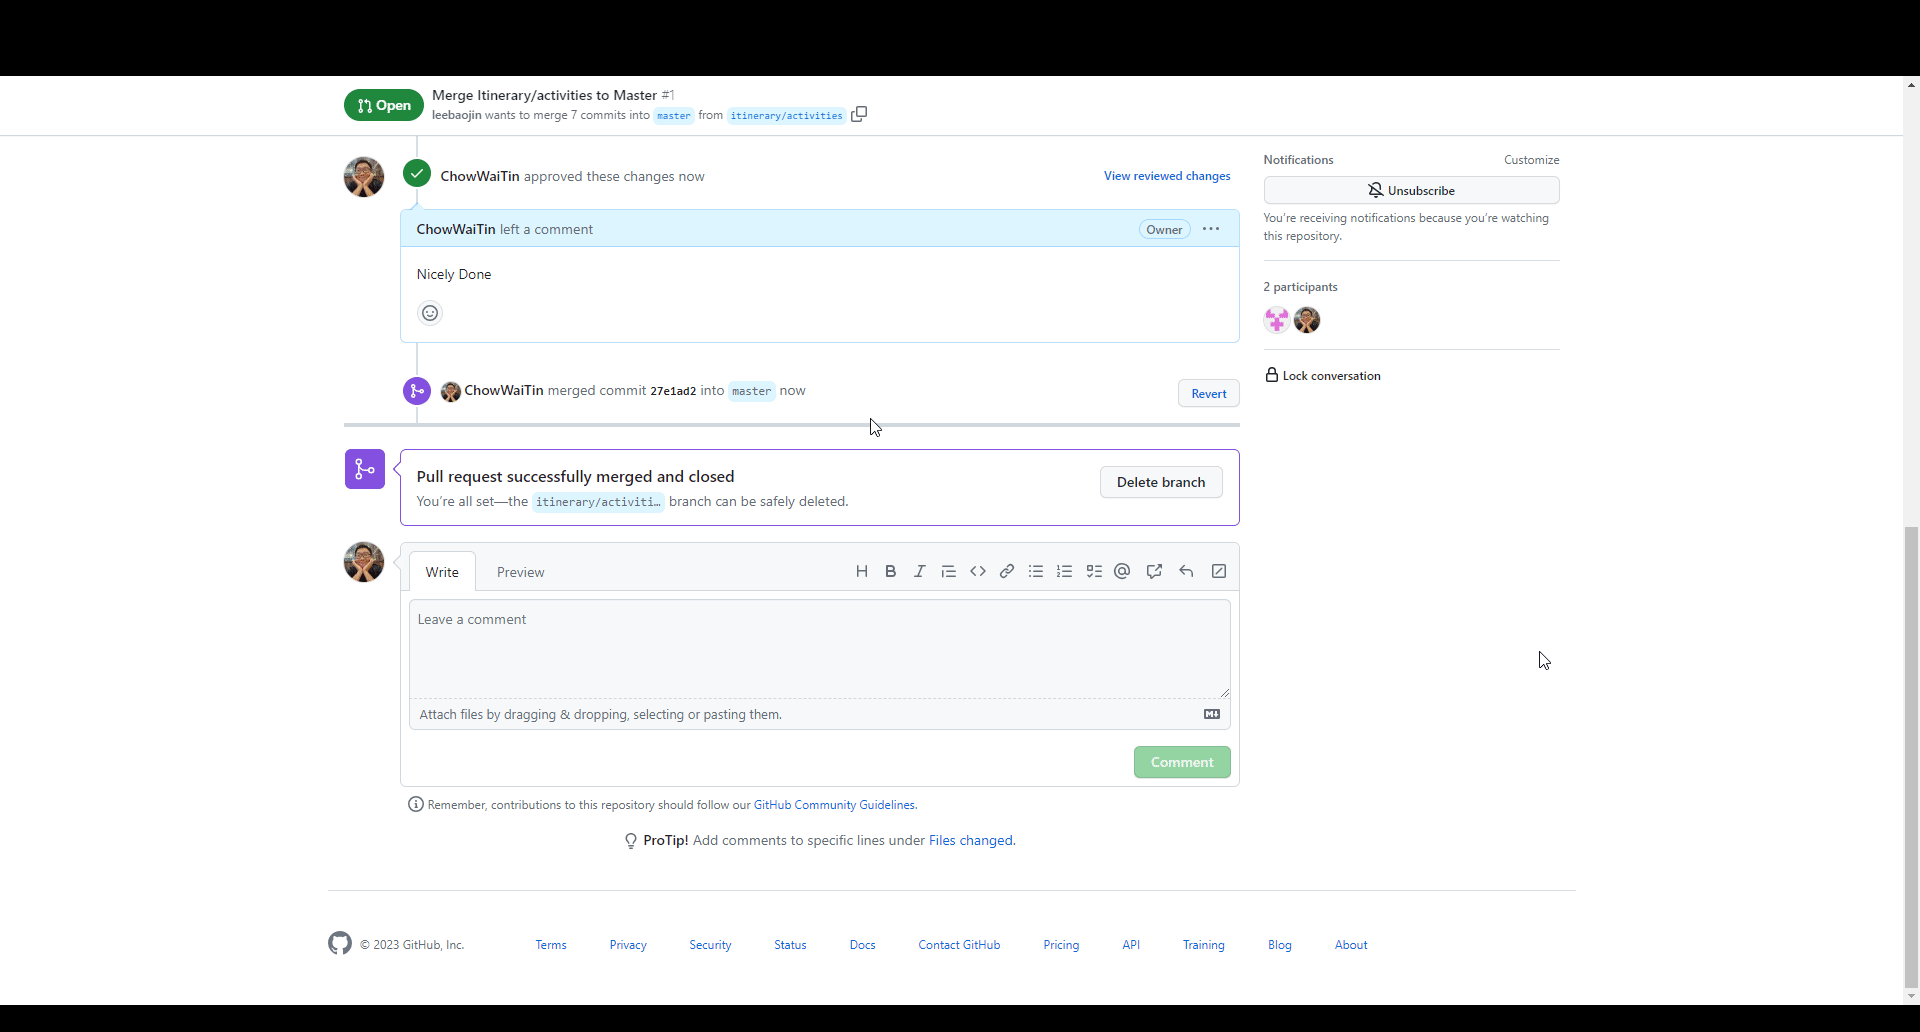 Open
Merge Itinerary/activities to Master #1
leebaojin wants to merge 7 commits into master from itinerary/activities
ChowWaiTin approved these changes now
View reviewed changes
ChowWaiTin left a comment
Owner
Nicely Done
ChowWaiTin merged commit 27e1ad2 into master now
Revert
Pull request successfully merged and closed
You're all set—the itinerary/activiti… branch can be safely deleted.
Delete branch
Write
Preview
Leave a comment
Attach files by dragging & dropping, selecting or pasting them.
Comment
Remember, contributions to this repository should follow our GitHub Community Guidelines.
ProTip! Add comments to specific lines under Files changed.
Notifications
Customize
Unsubscribe
You're receiving notifications because you're watching
this repository.
2 participants
Lock conversation
© 2023 GitHub, Inc.
Terms
Privacy
Security
Status
Docs
Contact GitHub
Pricing
API
Training
Blog
About